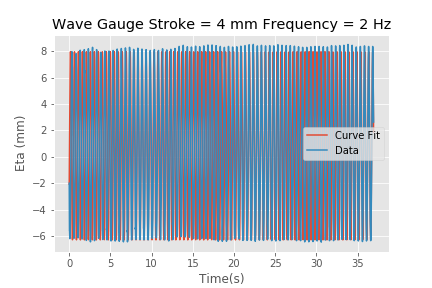 Wave Gauge Stroke = 4 mm Frequency = 2 Hz
Eta (mm)
8
6
4
2
0
−2
−4
−6
Curve Fit
Data
0 5 10 15 20 25 30 35
Time(s)